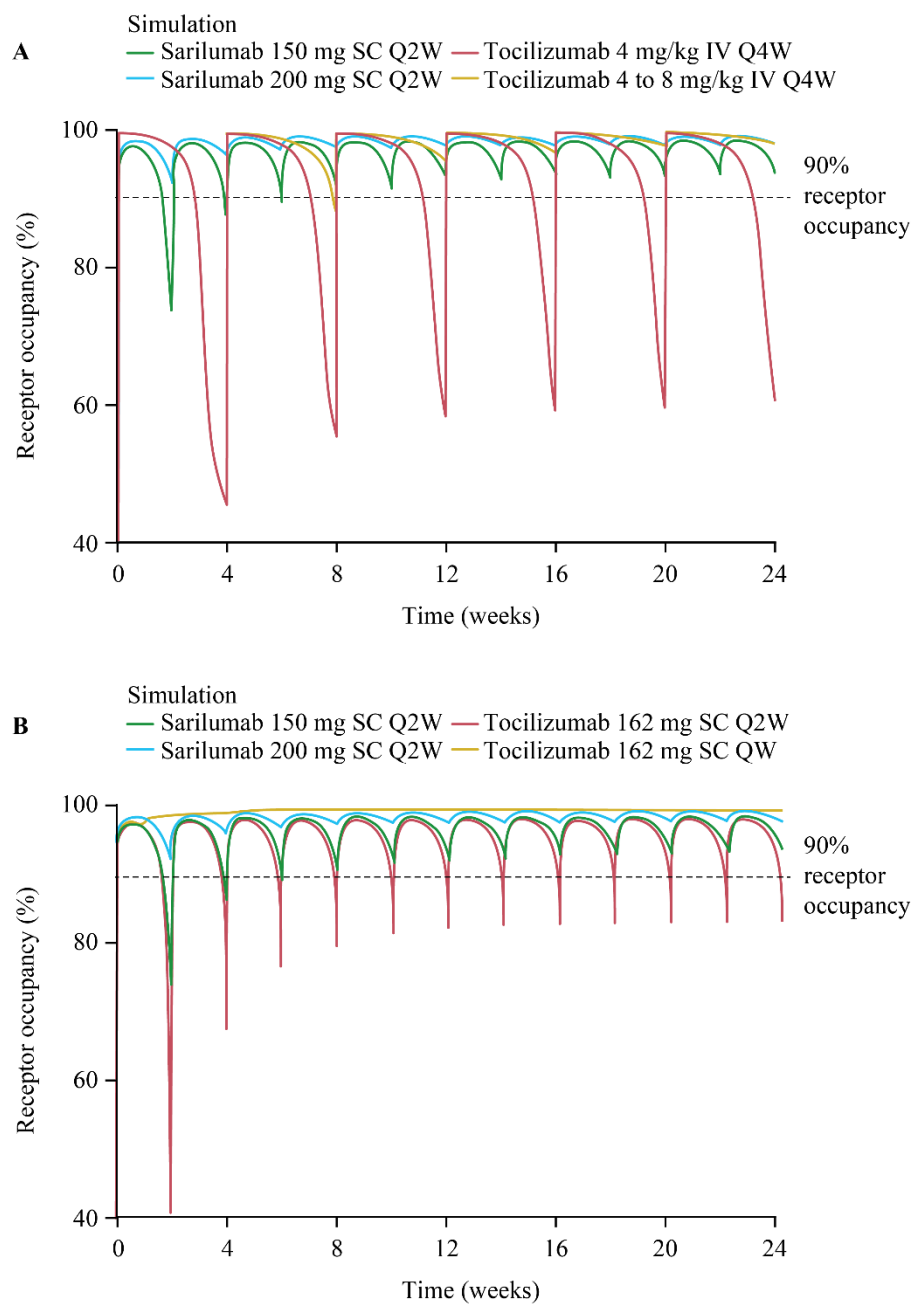 Simulation
A
Sarilumab 150 mg SC Q2W Tocilizumab 4 mg/kg IV Q4W
Sarilumab 200 mg SC Q2W Tocilizumab 4 to 8 mg/kg IV Q4W
100
80
60
40
Receptor occupancy (%)
90%
receptor
occupancy
0 4 8 12 16 20 24
Time (weeks)
Simulation
B
Sarilumab 150 mg SC Q2W Tocilizumab 162 mg SC Q2W
Sarilumab 200 mg SC Q2W Tocilizumab 162 mg SC QW
100
80
60
40
Receptor occupancy (%)
90%
receptor
occupancy
0 4 8 12 16 20 24
Time (weeks)